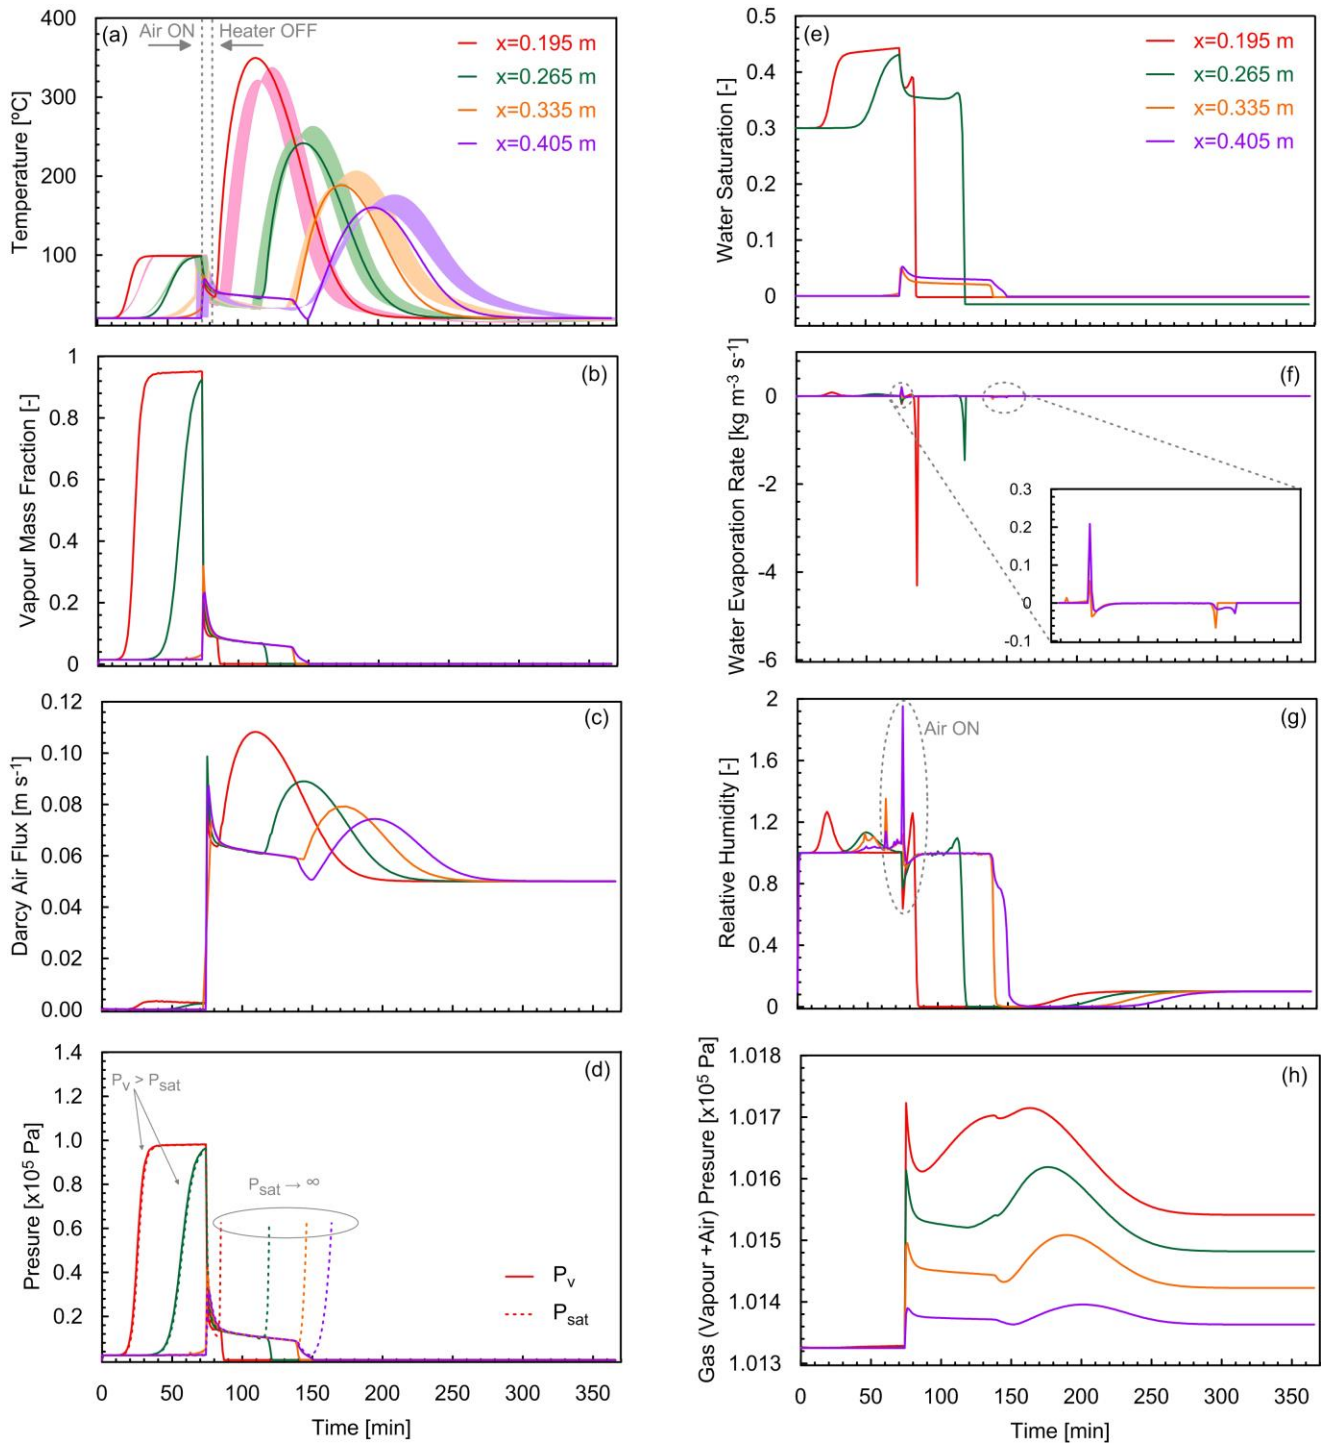 (a)
Air ON
Heater OFF
x=0.195 m
x=0.265 m
x=0.335 m
x=0.405 m
Temperature [ºC]
400
300
200
100
(b)
Vapour Mass Fraction [-]
1
0.8
0.6
0.4
0.2
0
(c)
Darcy Air Flux [m s-1]
0.12
0.10
0.08
0.06
0.04
0.02
0.00
(d)
Pv > Psat
Psat → ∞
Pv
Psat
Presure [x10⁵ Pa]
1.4
1.2
1.0
0.8
0.6
0.4
0.2
0 50 100 150 200 250 300 350
Time [min]
(e)
x=0.195 m
x=0.265 m
x=0.335 m
x=0.405 m
Water Saturation [-]
0.5
0.4
0.3
0.2
0.1
0
(f)
Water Evaporation Rate [kg m-3 s-1]
0
-2
-4
-6
0.3
0.2
0.1
0
-0.1
(g)
Air ON
Relative Humidity [-]
2
1.6
1.2
0.8
0.4
0
(h)
Gas (Vapour +Air) Presure [x10⁵ Pa]
1.018
1.017
1.016
1.015
1.014
1.013
0 50 100 150 200 250 300 350
Time [min]